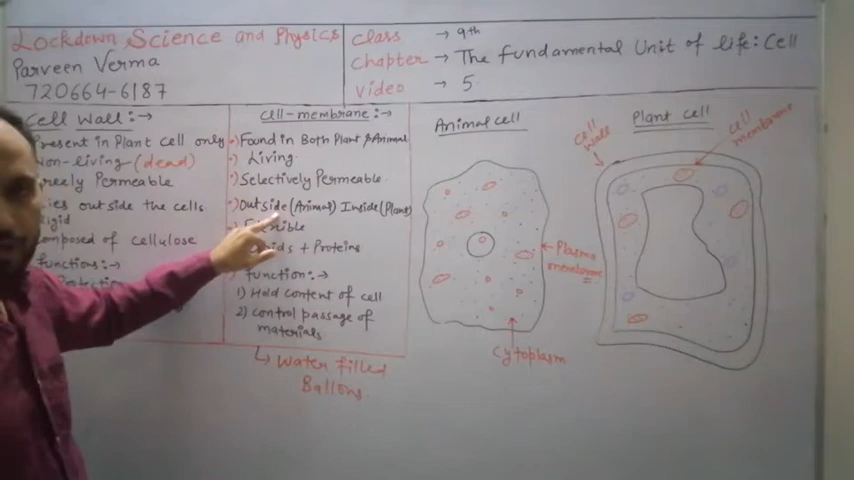 Lockdown Science and Physics
Parveen Verma
720664-6187
Class → 9th
Chapter → The fundamental Unit of life: Cell
Video → 5
Cell Wall:→
Present in Plant cell only
Non-living (dead)
Freely Permeable
outside the cells
Rigid
composed of cellulose
functions:→
Protection
Cell-membrane:→
Found in Both Plant & Animal
Living
Selectively Permeable
Outside (Animal) Inside (Plant)
+ Proteins
function:→
1) Hold content of cell
2) control passage of
materials
Water filled
Ballons
Animal cell
Plasma
membrane
Cytoplasm
Plant cell
Cell
Wall
Cell
membrane